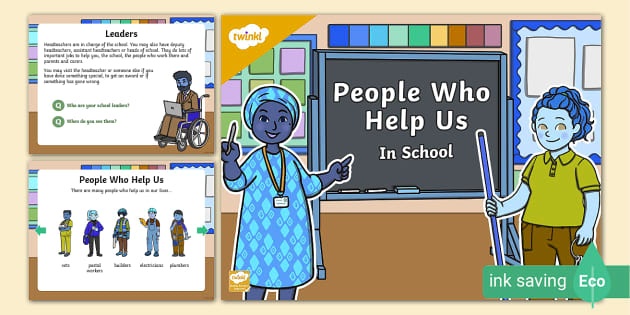 Leaders
Headteachers are in charge of the school. You may also have deputy
headteachers, assistant headteachers or heads of school. They do lots of
important jobs to help you, the school, the people who work there and
parents and carers.
You may visit the headteacher or someone else if you
have done something special, to get an award or if
something has gone wrong.
Q Who are your school leaders?
Q When do you see them?
People Who Help Us
There are many people who help us in our lives...
vets
postal
workers
builders
electricians
plumbers
twinkl
People Who
Help Us
In School
twinkl
ink saving
Eco